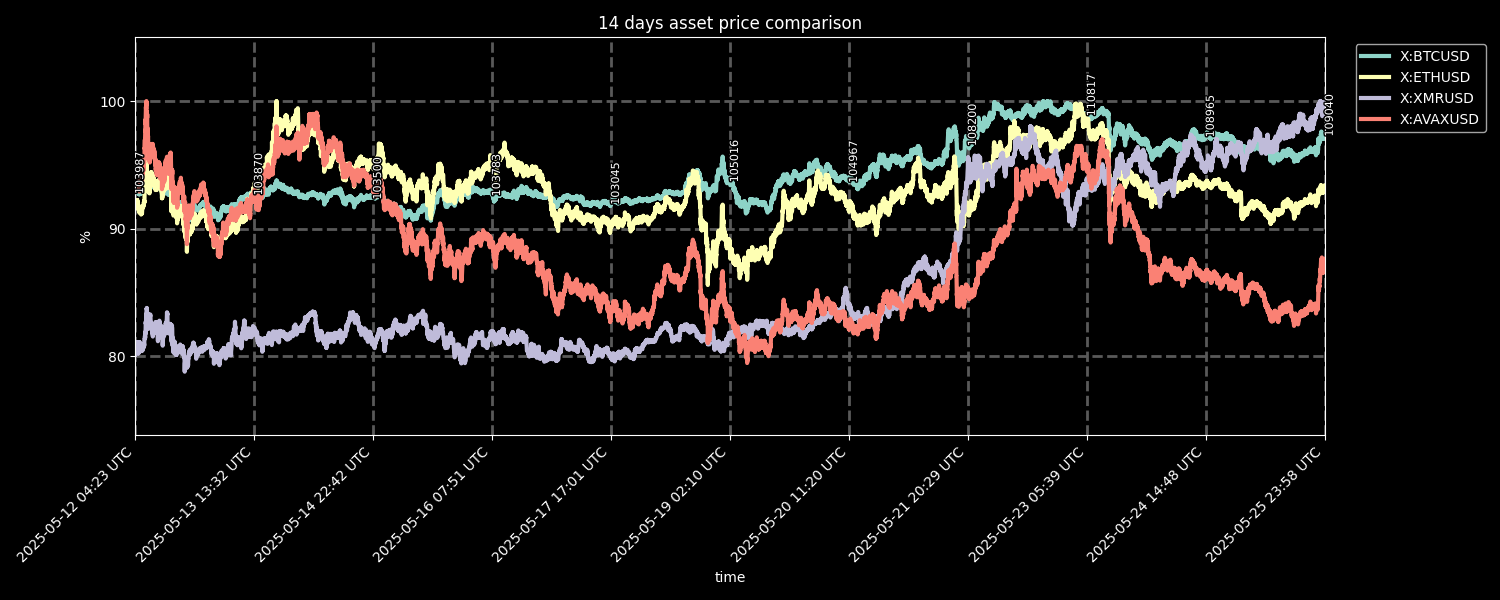 14 days asset price comparison
X:BTCUSD
X:ETHUSD
X:XMRUSD
X:AVAXUSD
100
90
80
%
103987
103870
103500
103783
103045
105016
104967
108200
110817
108965
109040
2025-05-12 04:23 UTC
2025-05-13 13:32 UTC
2025-05-14 22:42 UTC
2025-05-16 07:51 UTC
2025-05-17 17:01 UTC
2025-05-19 02:10 UTC
2025-05-20 11:20 UTC
2025-05-21 20:29 UTC
2025-05-23 05:39 UTC
2025-05-24 14:48 UTC
2025-05-25 23:58 UTC
time